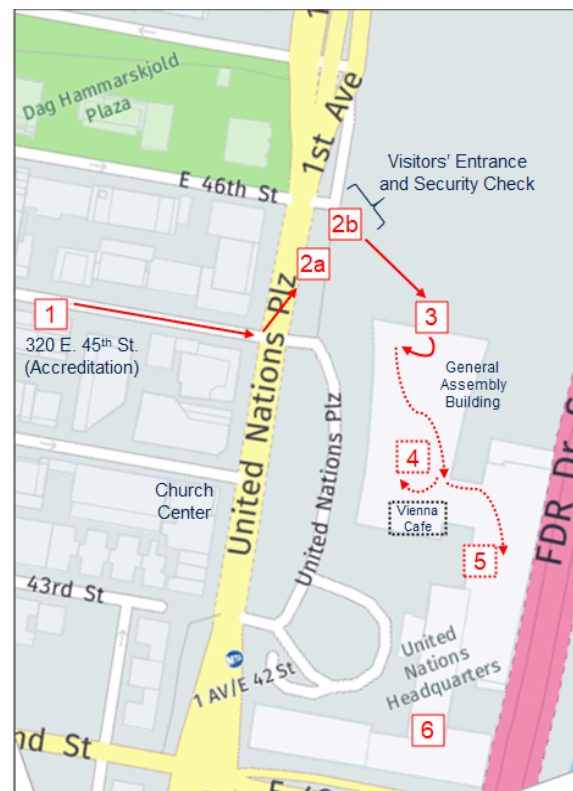 1
1st Ave
Dag Hammarskjold
Plaza
Visitors' Entrance
and Security Check
E 46th St
2b
2a
1
3
320 E. 45th St.
(Accreditation)
General
Assembly
Building
United Nations Plz
United Nations Plz
4
Church
Center
Vienna
Cafe
5
FDR Dr S
43rd St
1 AV/E 42 St
United
Nations
Headquarters
6
nd St